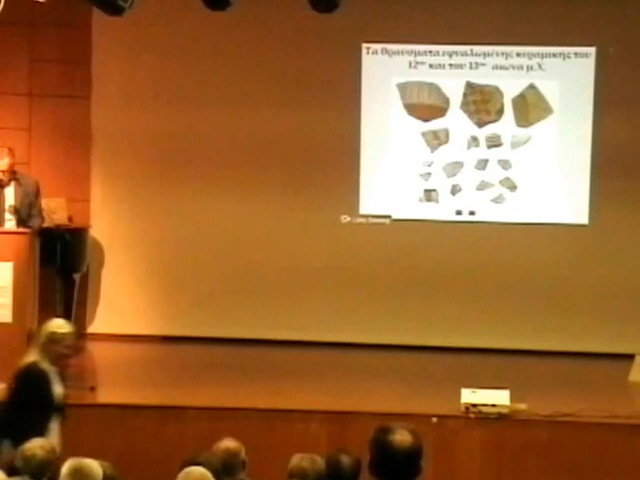 Τα θραύσματα εφυαλωμένης κεραμικής του
12ου και του 13ου αιώνα μ.Χ.